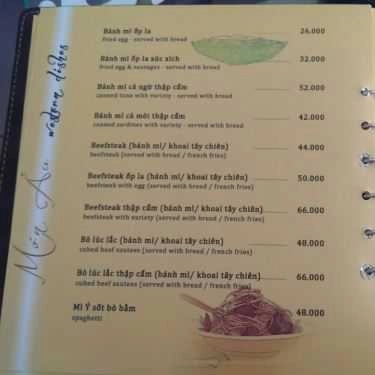 Món Âu
western dishes
Bánh mì ốp la 26.000
fried egg - served with bread
Bánh mì ốp la xúc xích 32.000
fried egg & sausages - served with bread
Bánh mì cá ngừ thập cẩm 52.000
canned tuna with variety - served with bread
Bánh mì cá mòi thập cẩm 42.000
canned sardines with variety - served with bread
Beefsteak (bánh mì/ khoai tây chiên) 44.000
beefsteak (served with bread / french fries)
Beefsteak ốp la (bánh mì/ khoai tây chiên) 50.000
beefsteak with egg (served with bread / french fries)
Beefsteak thập cẩm (bánh mì/ khoai tây chiên) 66.000
beefsteak with variety (served with bread / french fries)
Bò lúc lắc (bánh mì/ khoai tây chiên) 48.000
cubed beef sautees (served with bread / french fries)
Bò lúc lắc thập cẩm (bánh mì/ khoai tây chiên) 66.000
cubed beef sautees (served with bread / french fries)
Mì Ý sốt bò bằm 48.000
spaghetti